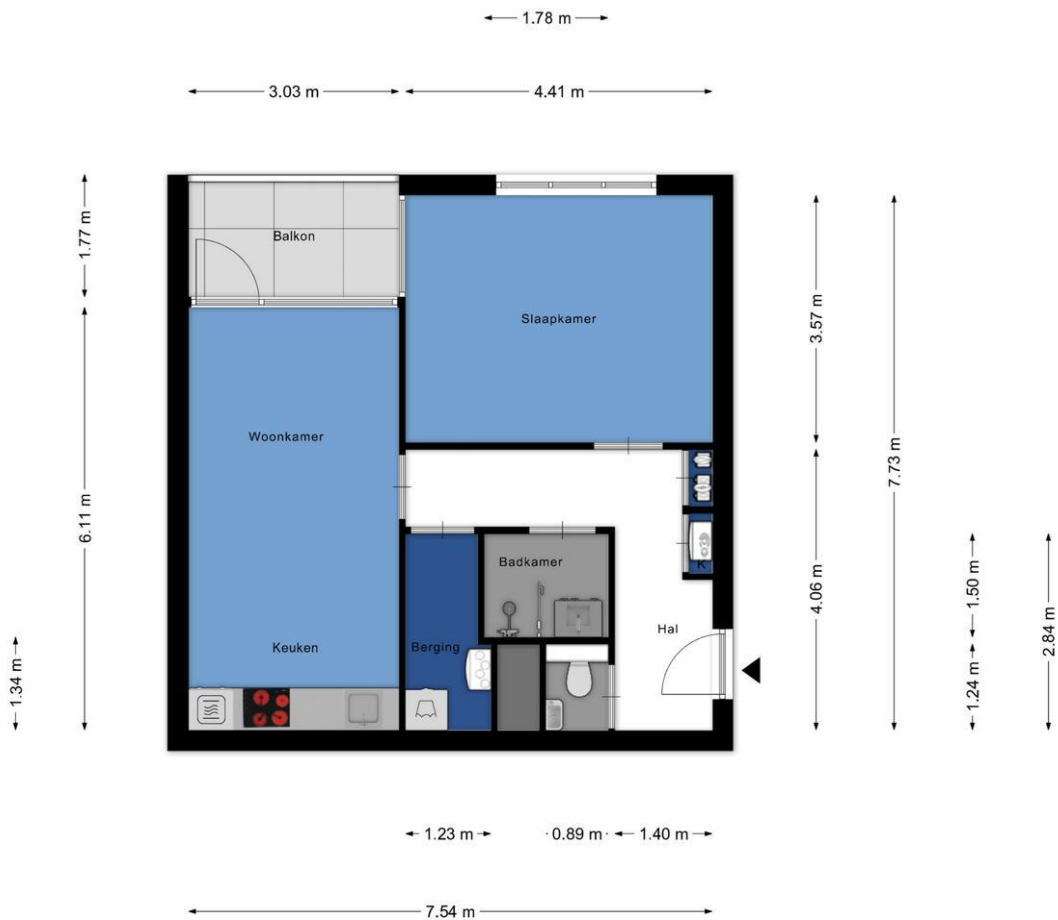 1.78 m
3.03 m
4.41 m
1.77 m
Balkon
3.57 m
Slaapkamer
7.73 m
Woonkamer
6.11 m
Badkamer
K
4.06 m
1.50 m
2.84 m
Hal
Keuken
Berging
1.34 m
1.24 m
1.23 m
0.89 m
1.40 m
7.54 m